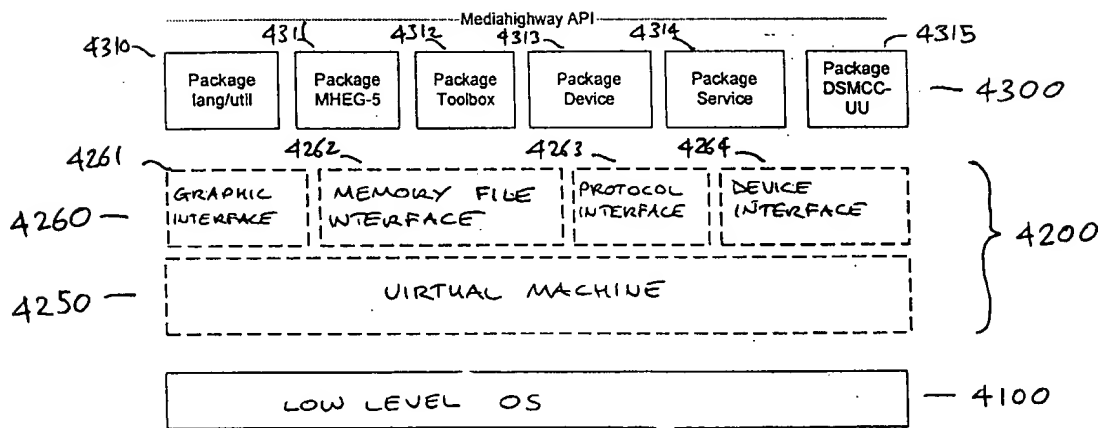 Mediahighway API
4310 4311 4312 4313 4314 4315
Package
lang/util
Package
MHEG-5
Package
Toolbox
Package
Device
Package
Service
Package
DSMCC-
UU
4300
4261 4262 4263 4264
4260
GRAPHIC
INTERFACE
MEMORY FILE
INTERFACE
PROTOCOL
INTERFACE
DEVICE
INTERFACE
4200
4250
VIRTUAL MACHINE
LOW LEVEL OS
4100